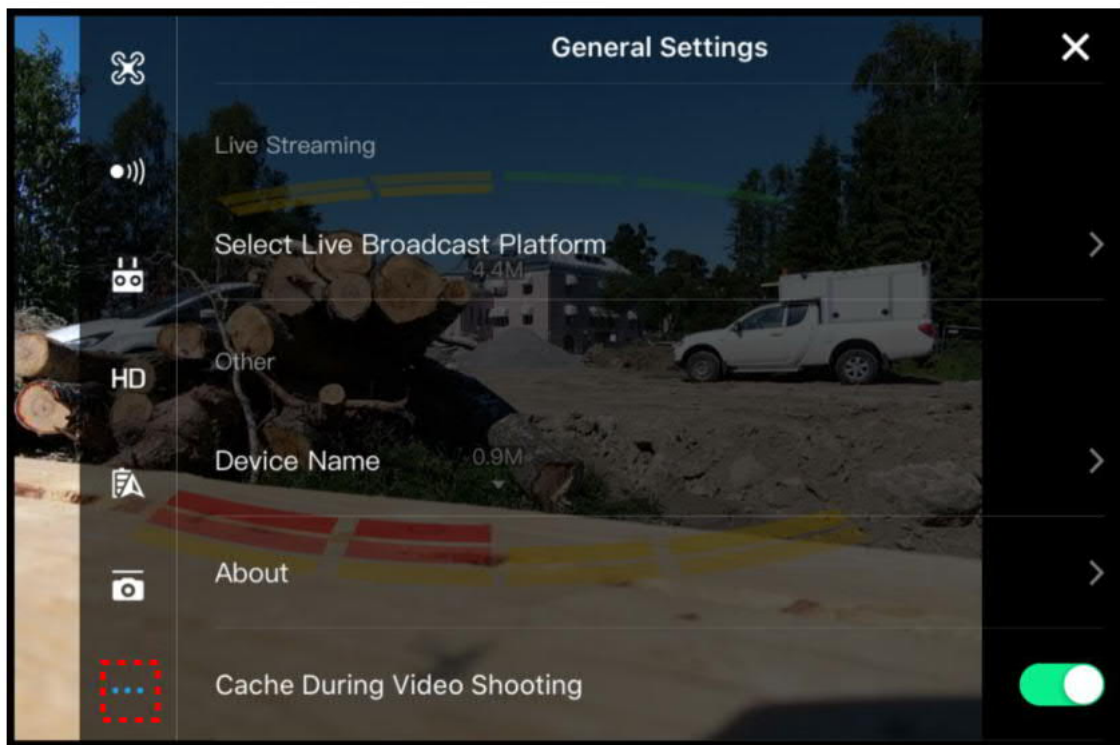 General Settings
Live Streaming
Select Live Broadcast Platform
4.4M
Other
HD
Device Name
0.9M
About
Cache During Video Shooting